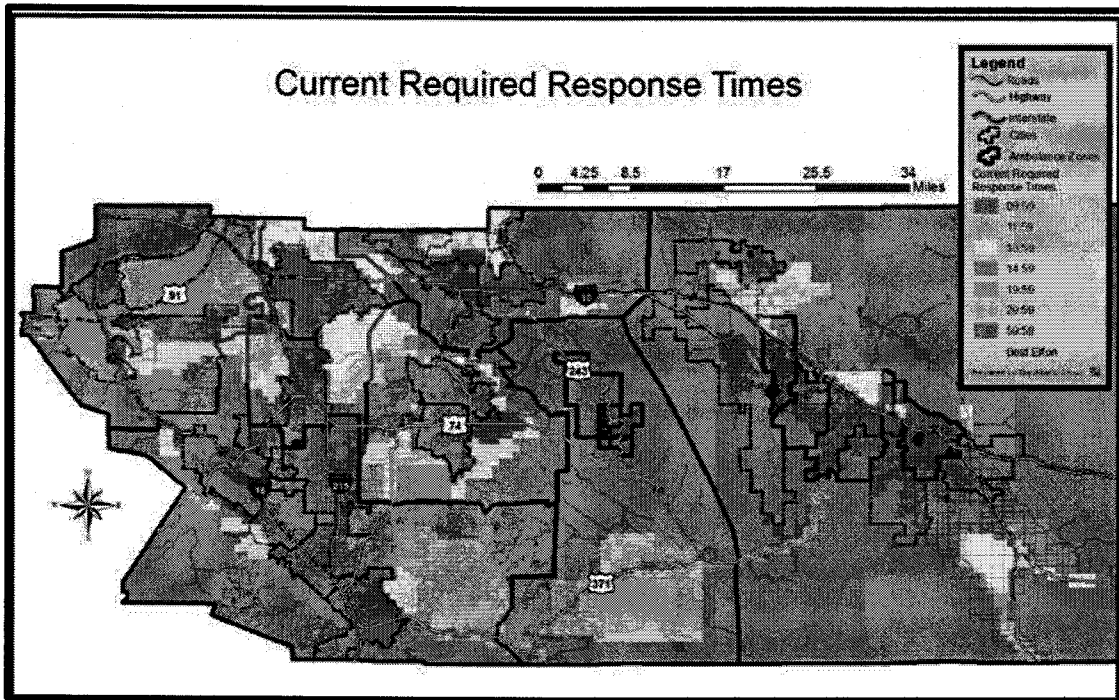 Current Required Response Times
Legend
Roads
Highway
Interstate
Cities
Ambulance Zones
Current Required
Response Times
09:59
11:59
14:59
19:59
29:59
59:59
Best Effort
0 4.25 8.5 17 25.5 34
Miles
91
243
74
215
371